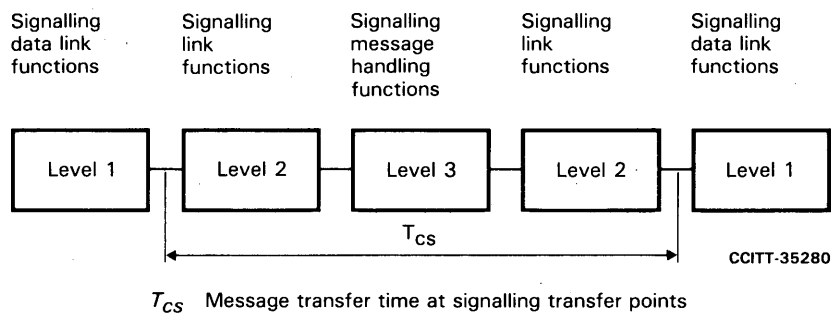 Signalling
data link
functions
Signalling
link
functions
Signalling
message
handling
functions
Signalling
link
functions
Signalling
data link
functions
Level 1
Level 2
Level 3
Level 2
Level 1
TCS
CCITT-35280
TCS Message transfer time at signalling transfer points